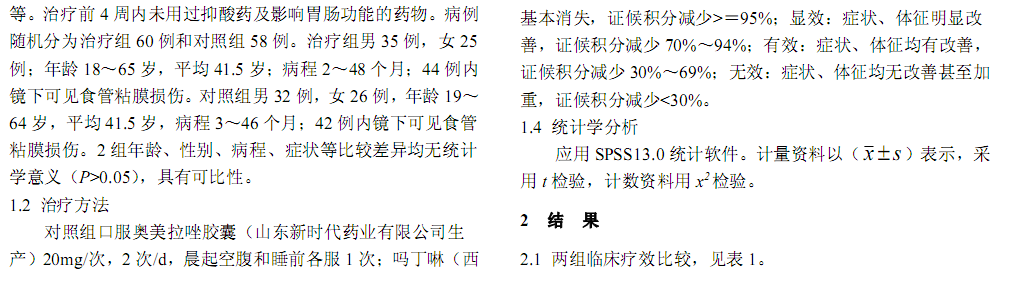 等。治疗前 4 周内未用过抑酸药及影响胃肠功能的药物。病例
随机分为治疗组 60 例和对照组 58 例。治疗组男 35 例，女 25
例；年龄 18～65 岁，平均 41.5 岁；病程 2～48 个月；44 例内
镜下可见食管粘膜损伤。对照组男 32 例，女 26 例，年龄 19～
64 岁，平均 41.5 岁，病程 3～46 个月；42 例内镜下可见食管
粘膜损伤。2 组年龄、性别、病程、症状等比较差异均无统计
学意义（P>0.05），具有可比性。
1.2 治疗方法
对照组口服奥美拉唑胶囊（山东新时代药业有限公司生
产）20mg/次，2 次/d，晨起空腹和睡前各服 1 次；吗丁啉（西
基本消失，证候积分减少>＝95%；显效：症状、体征明显改
善，证候积分减少 70%～94%；有效：症状、体征均有改善，
证候积分减少 30%～69%；无效：症状、体征均无改善甚至加
重，证候积分减少<30%。
1.4 统计学分析
应用 SPSS13.0 统计软件。计量资料以（x̄±s）表示，采
用 t 检验，计数资料用 x²检验。
2 结 果
2.1 两组临床疗效比较，见表 1。